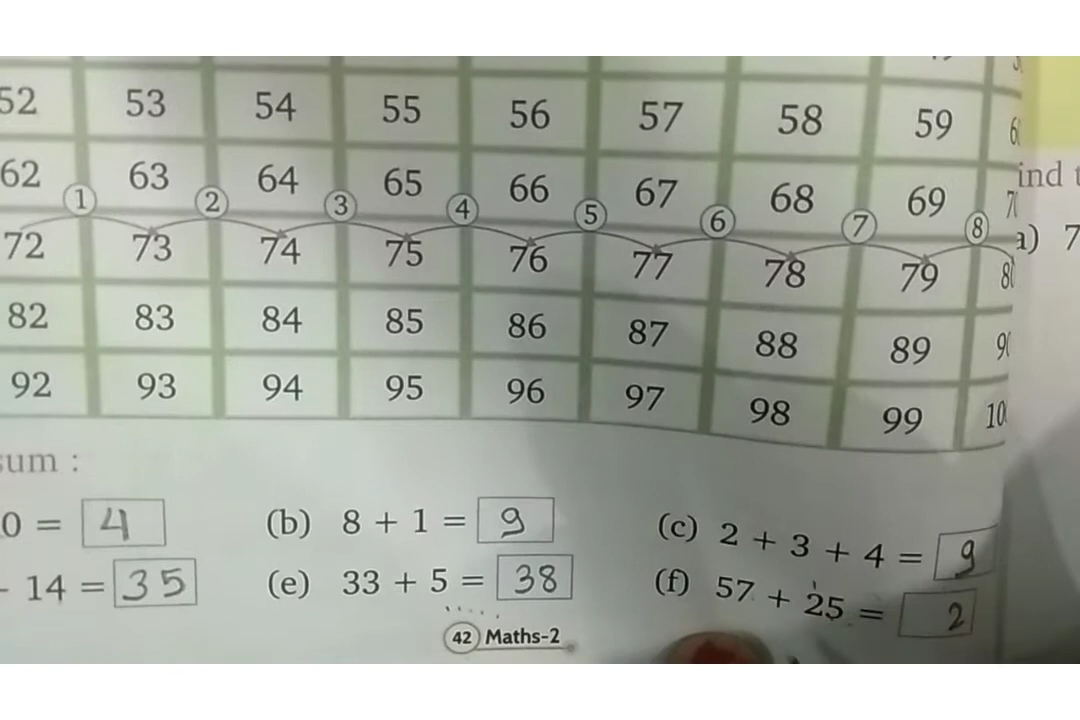 52 53 54 55 56 57 58 59
62 63 64 65 66 67 68 69
1 2 3 4 5 6 7 8
72 73 74 75 76 77 78 79
82 83 84 85 86 87 88 89
92 93 94 95 96 97 98 99
ind
a) 7
sum :
0 = 4 (b) 8 + 1 = 9 (c) 2 + 3 + 4 = 9
14 = 35 (e) 33 + 5 = 38 (f) 57 + 25 = 2
42 Maths-2